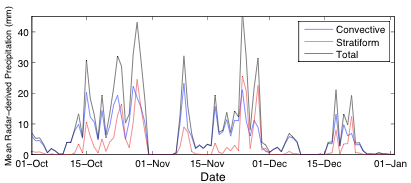 Mean Radar-derived Precipitation (mm)
40
30
20
10
0
Convective
Stratiform
Total
01-Oct 15-Oct 01-Nov 15-Nov 01-Dec 15-Dec 01-Jan
Date